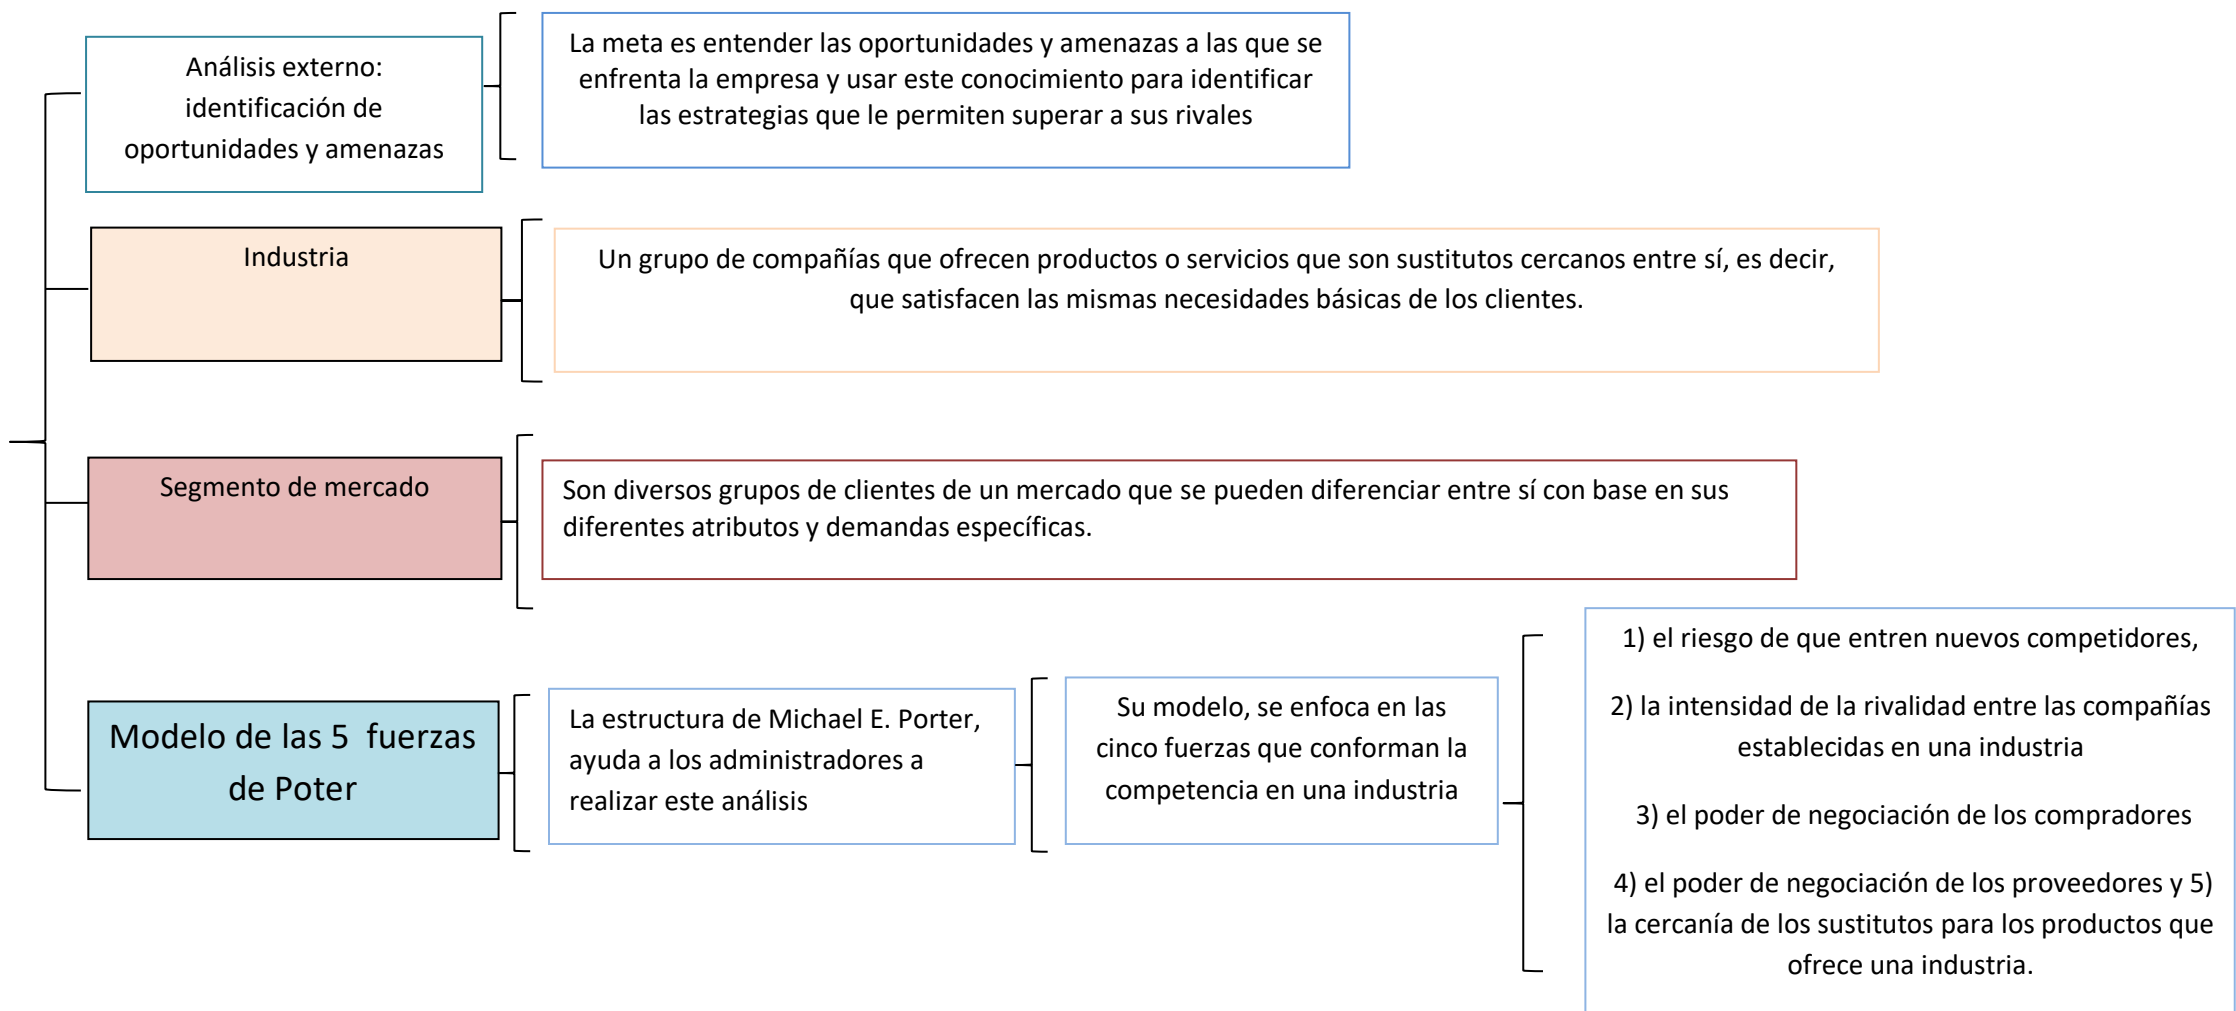 Análisis externo:
identificación de
oportunidades y amenazas
La meta es entender las oportunidades y amenazas a las que se
enfrenta la empresa y usar este conocimiento para identificar
las estrategias que le permiten superar a sus rivales
Industria
Un grupo de compañías que ofrecen productos o servicios que son sustitutos cercanos entre sí, es decir,
que satisfacen las mismas necesidades básicas de los clientes.
Segmento de mercado
Son diversos grupos de clientes de un mercado que se pueden diferenciar entre sí con base en sus
diferentes atributos y demandas específicas.
Modelo de las 5 fuerzas
de Poter
La estructura de Michael E. Porter,
ayuda a los administradores a
realizar este análisis
Su modelo, se enfoca en las
cinco fuerzas que conforman la
competencia en una industria
1) el riesgo de que entren nuevos competidores,
2) la intensidad de la rivalidad entre las compañías
establecidas en una industria
3) el poder de negociación de los compradores
4) el poder de negociación de los proveedores y 5)
la cercanía de los sustitutos para los productos que
ofrece una industria.